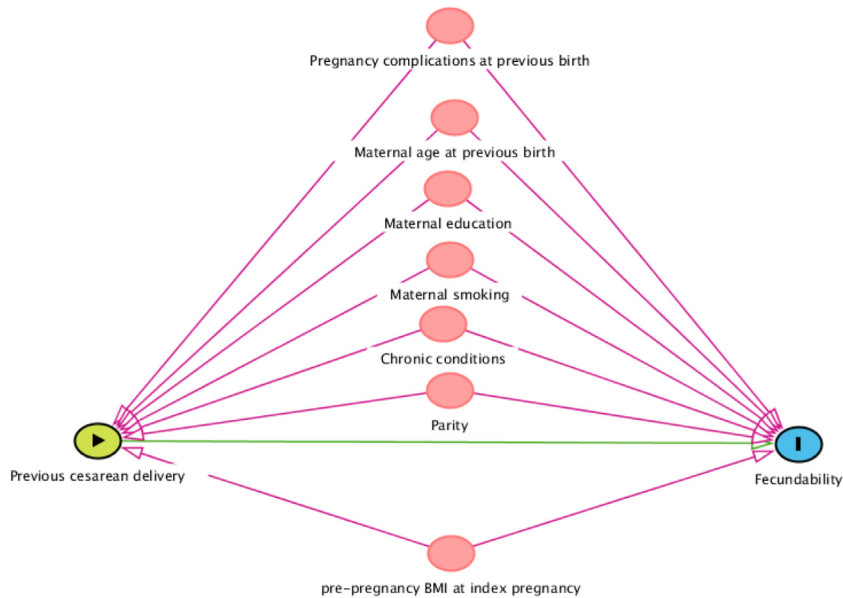 Pregnancy complications at previous birth
Maternal age at previous birth
Maternal education
Maternal smoking
Chronic conditions
Parity
Previous cesarean delivery
Fecundability
pre-pregnancy BMI at index pregnancy